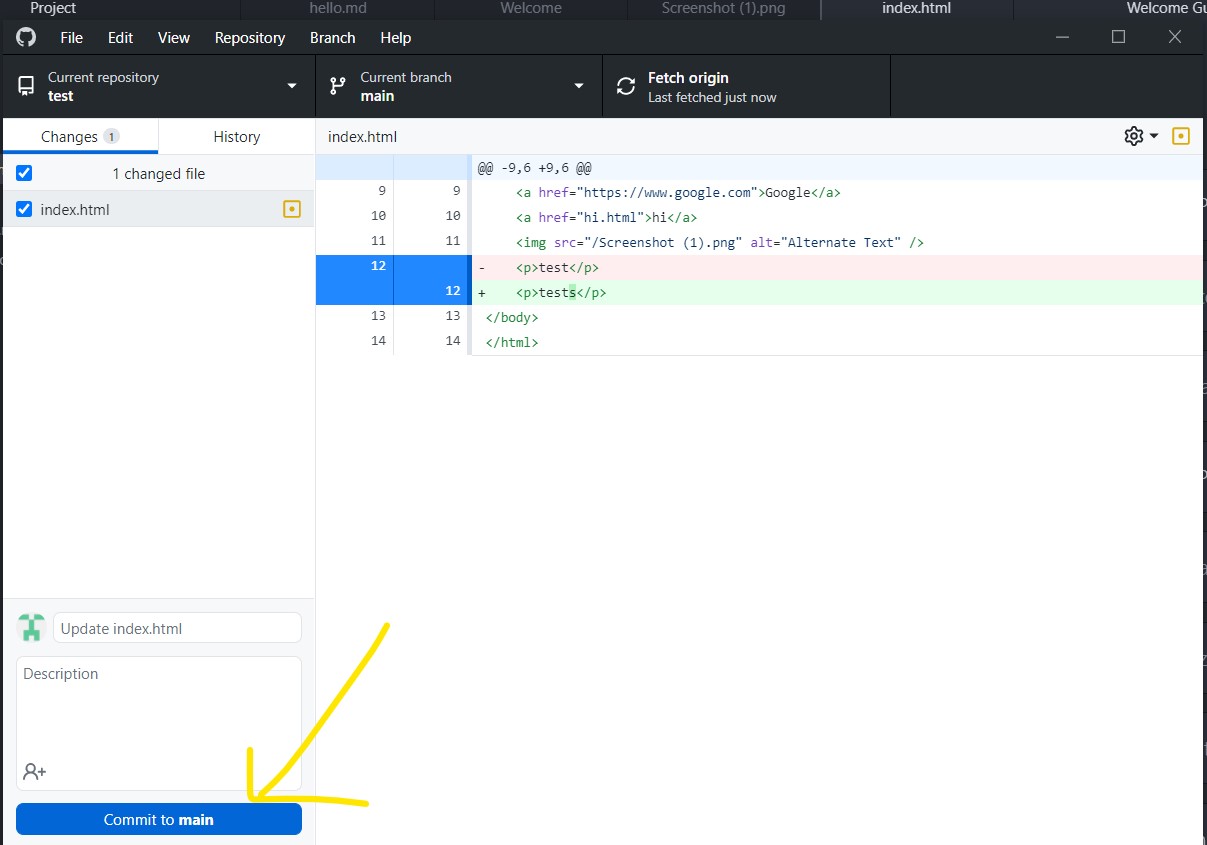 Project hello.md Welcome Screenshot (1).png index.html Welcome Gu
File Edit View Repository Branch Help
Current repository
test
Current branch
main
Fetch origin
Last fetched just now
Changes 1 History
index.html
1 changed file
index.html
@@ -9,6 +9,6 @@
9 9 <a href="https://www.google.com">Google</a>
10 10 <a href="hi.html">hi</a>
11 11 <img src="/Screenshot (1).png" alt="Alternate Text" />
12 - <p>test</p>
12 + <p>tests</p>
13 13 </body>
14 14 </html>
Update index.html
Description
Commit to main